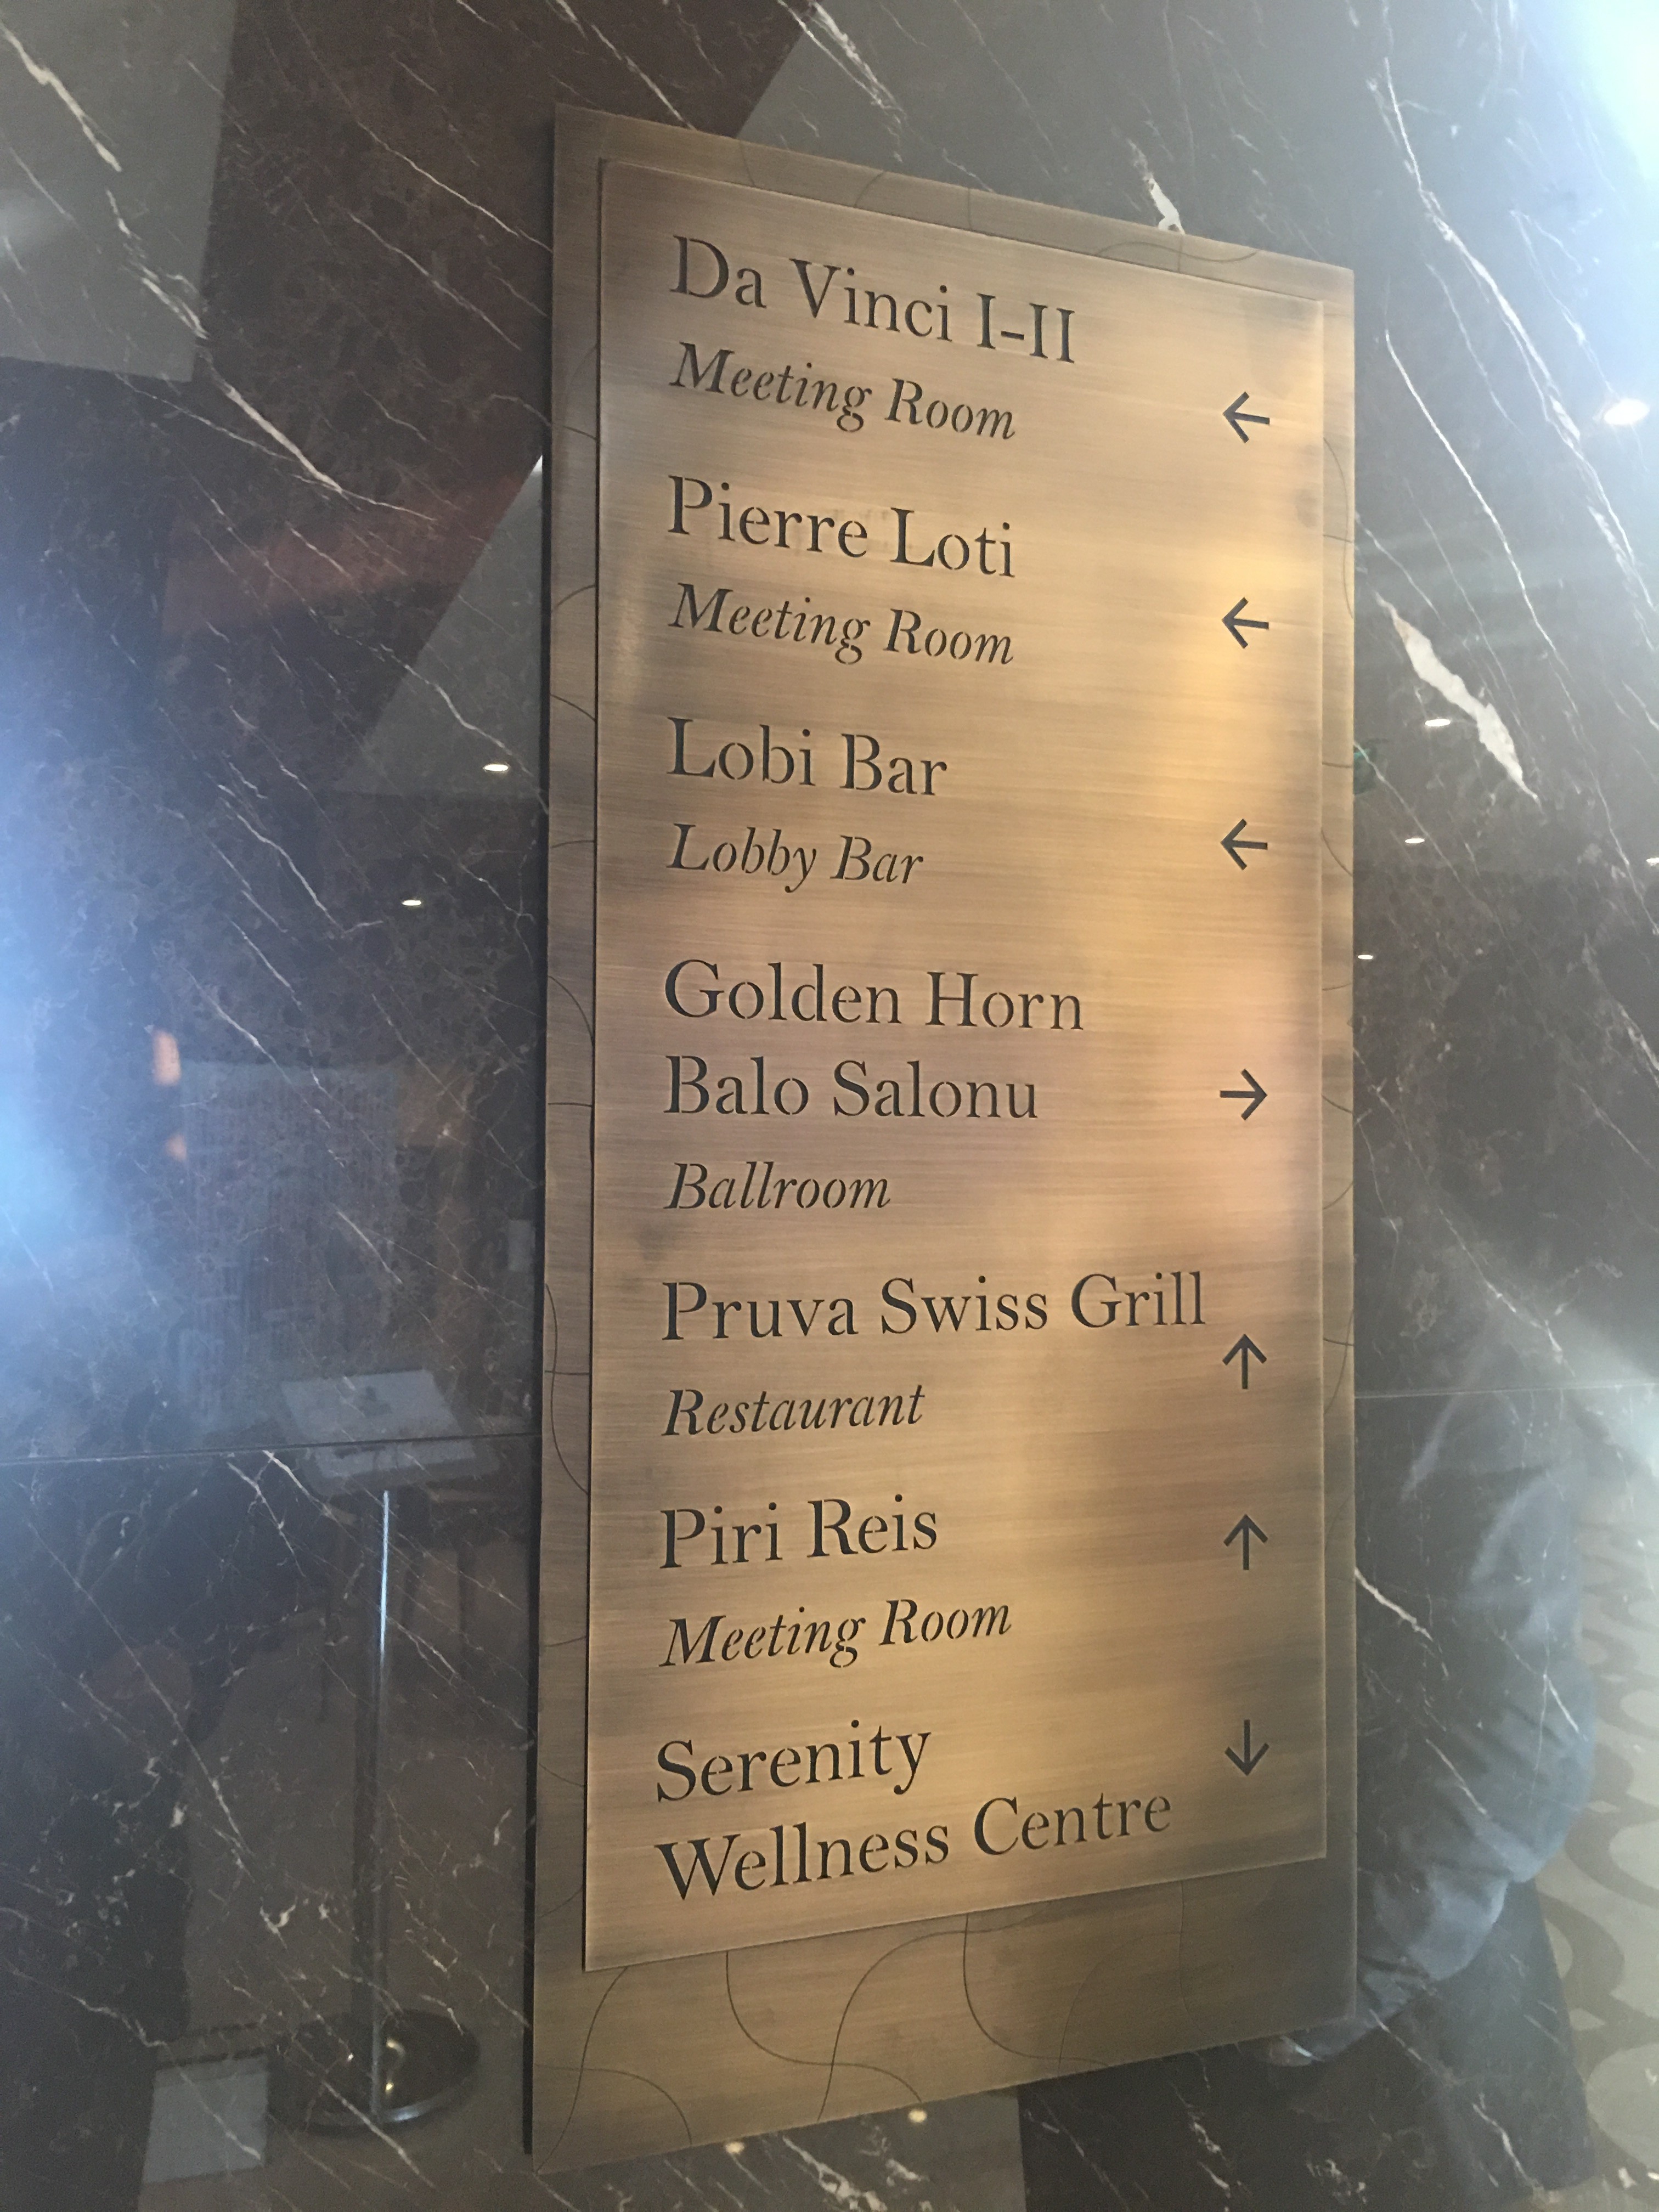 Da Vinci I-II
Meeting Room ←
Pierre Loti
Meeting Room ←
Lobi Bar
Lobby Bar ←
Golden Horn
Balo Salonu →
Ballroom
Pruva Swiss Grill ↑
Restaurant
Piri Reis ↑
Meeting Room
Serenity ↓
Wellness Centre